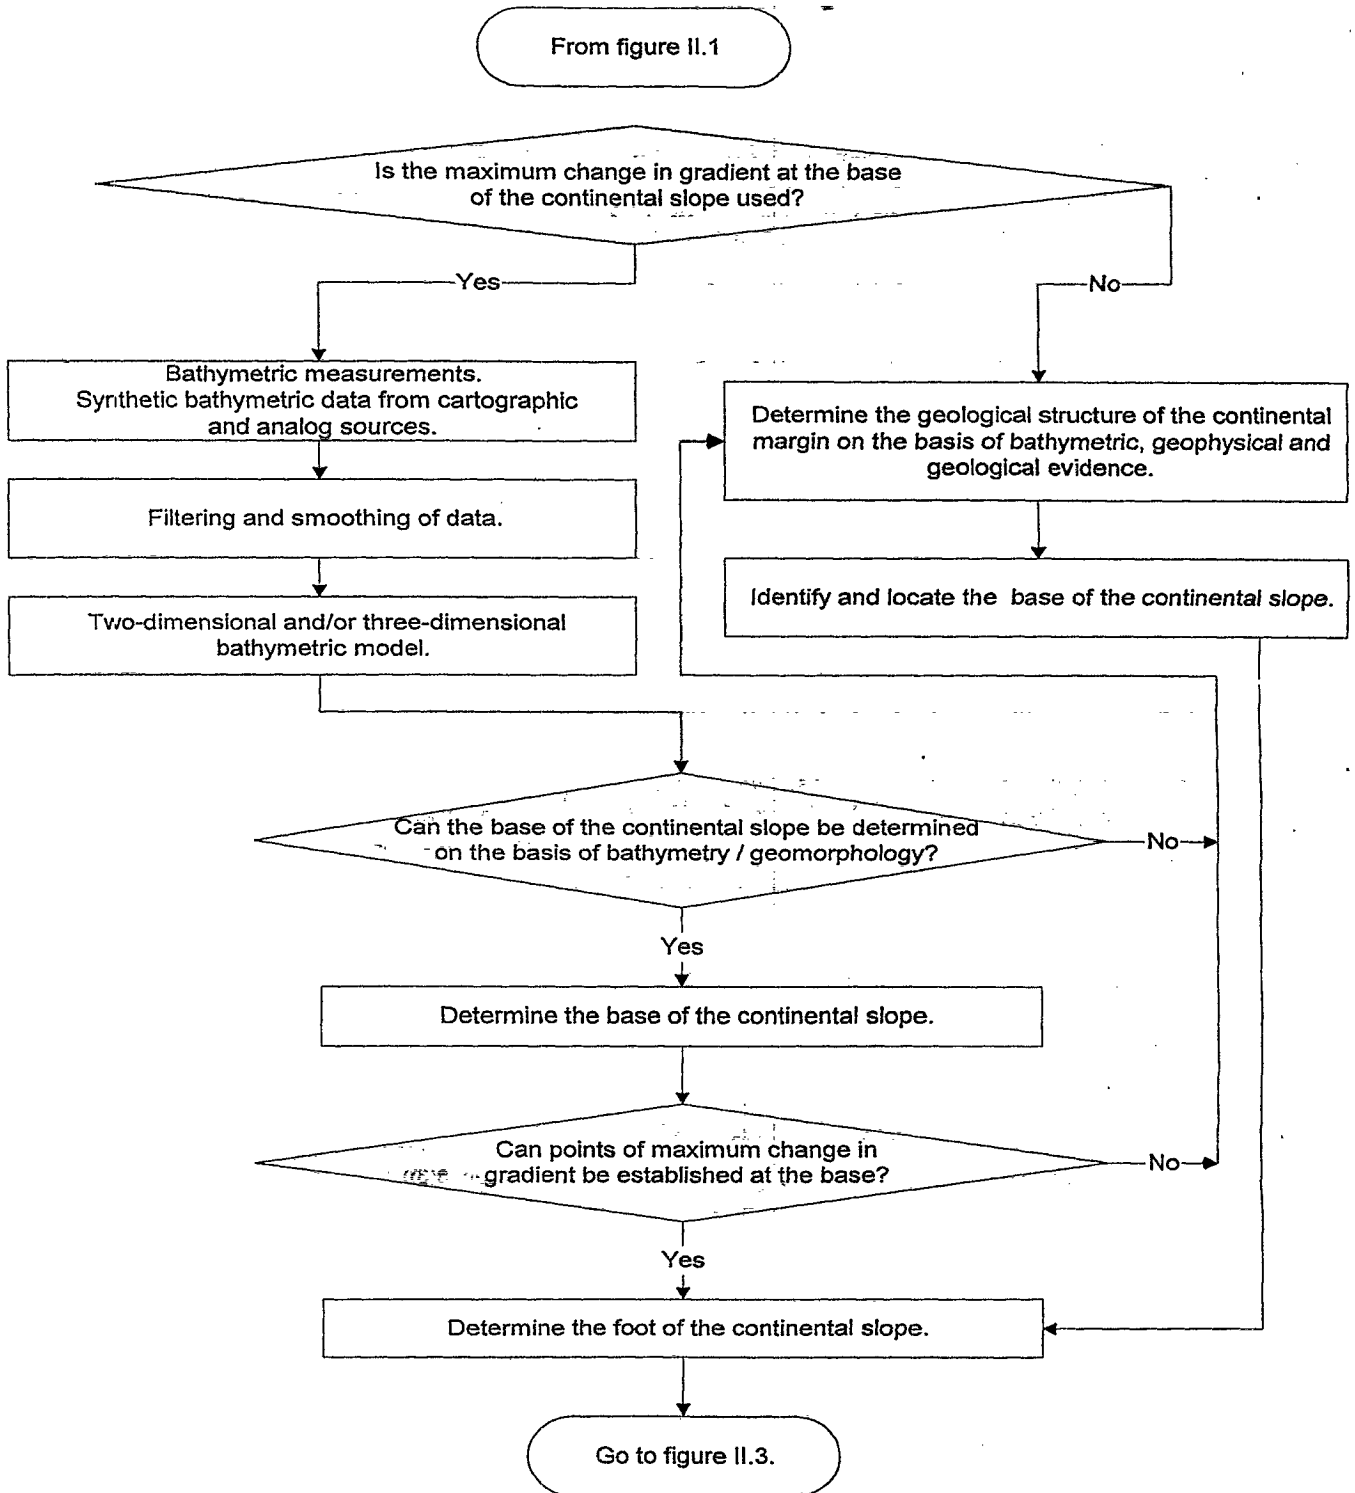 From figure II.1
Is the maximum change in gradient at the base
of the continental slope used?
Yes
No
Bathymetric measurements.
Synthetic bathymetric data from cartographic
and analog sources.
Determine the geological structure of the continental
margin on the basis of bathymetric, geophysical and
geological evidence.
Filtering and smoothing of data.
Identify and locate the base of the continental slope.
Two-dimensional and/or three-dimensional
bathymetric model.
Can the base of the continental slope be determined
on the basis of bathymetry / geomorphology?
No
Yes
Determine the base of the continental slope.
Can points of maximum change in
gradient be established at the base?
No
Yes
Determine the foot of the continental slope.
Go to figure II.3.